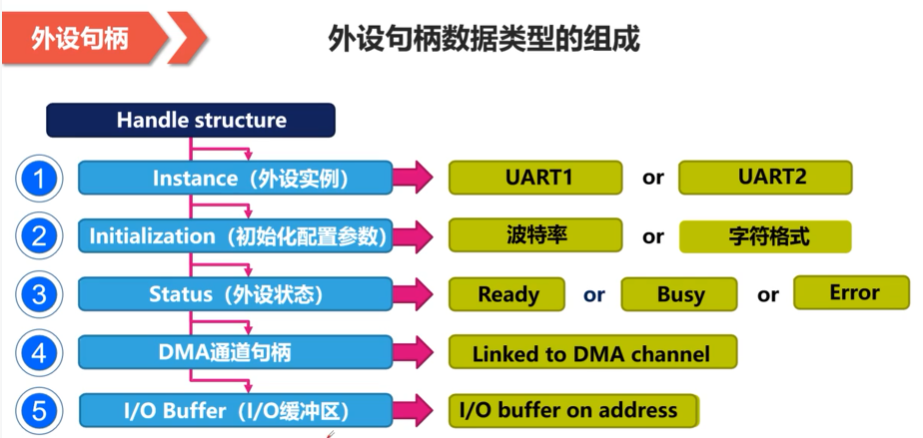 外设句柄
外设句柄数据类型的组成
Handle structure
1 Instance（外设实例） UART1 or UART2
2 Initialization（初始化配置参数） 波特率 or 字符格式
3 Status（外设状态） Ready or Busy or Error
4 DMA通道句柄 Linked to DMA channel
5 I/O Buffer（I/O缓冲区） I/O buffer on address